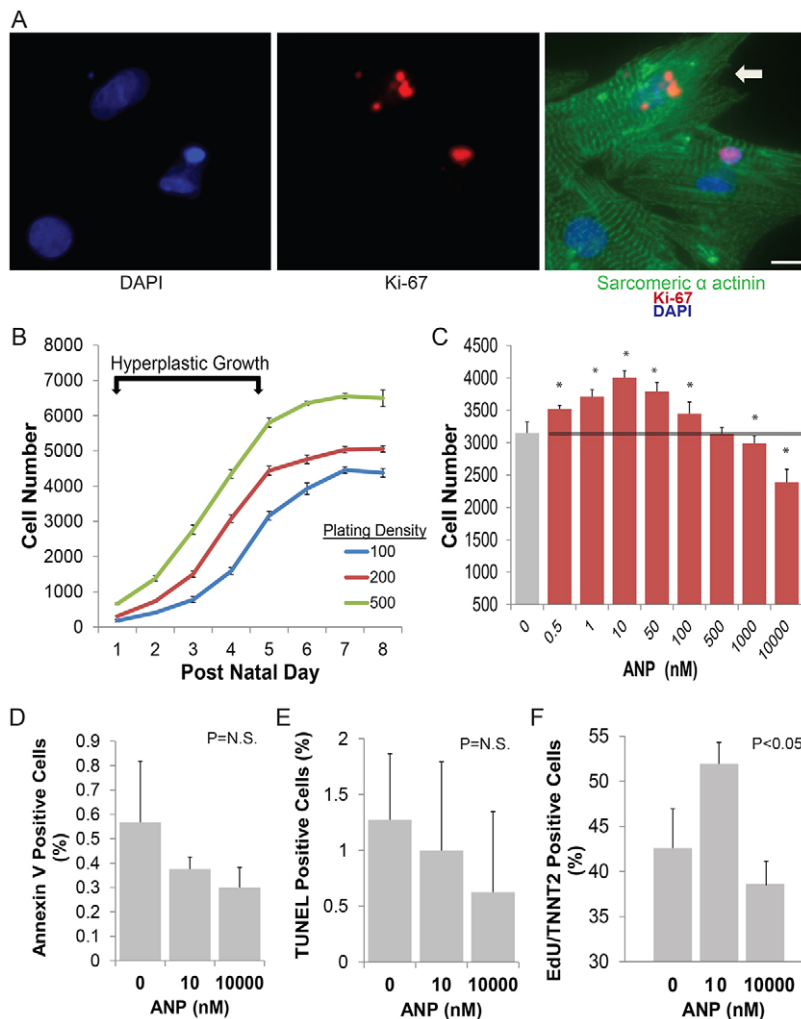 A
DAPI
Ki-67
Sarcomeric α actinin
Ki-67
DAPI
B
Hyperplastic Growth
Cell Number
8000
7000
6000
5000
4000
3000
2000
1000
0
Plating Density
100
200
500
1 2 3 4 5 6 7 8
Post Natal Day
C
Cell Number
4500
4000
3500
3000
2500
2000
1500
1000
500
* * * * * * *
0 0.5 1 10 50 100 500 1000 10000
ANP (nM)
D
P=N.S.
Annexin V Positive Cells
(%)
0.9
0.8
0.7
0.6
0.5
0.4
0.3
0.2
0.1
0
0 10 10000
ANP (nM)
E
P=N.S.
TUNEL Positive Cells (%)
2
1.5
1
0.5
0
0 10 10000
ANP (nM)
F
P<0.05
EdU/TNNT2 Positive Cells
(%)
55
50
45
40
35
30
0 10 10000
ANP (nM)